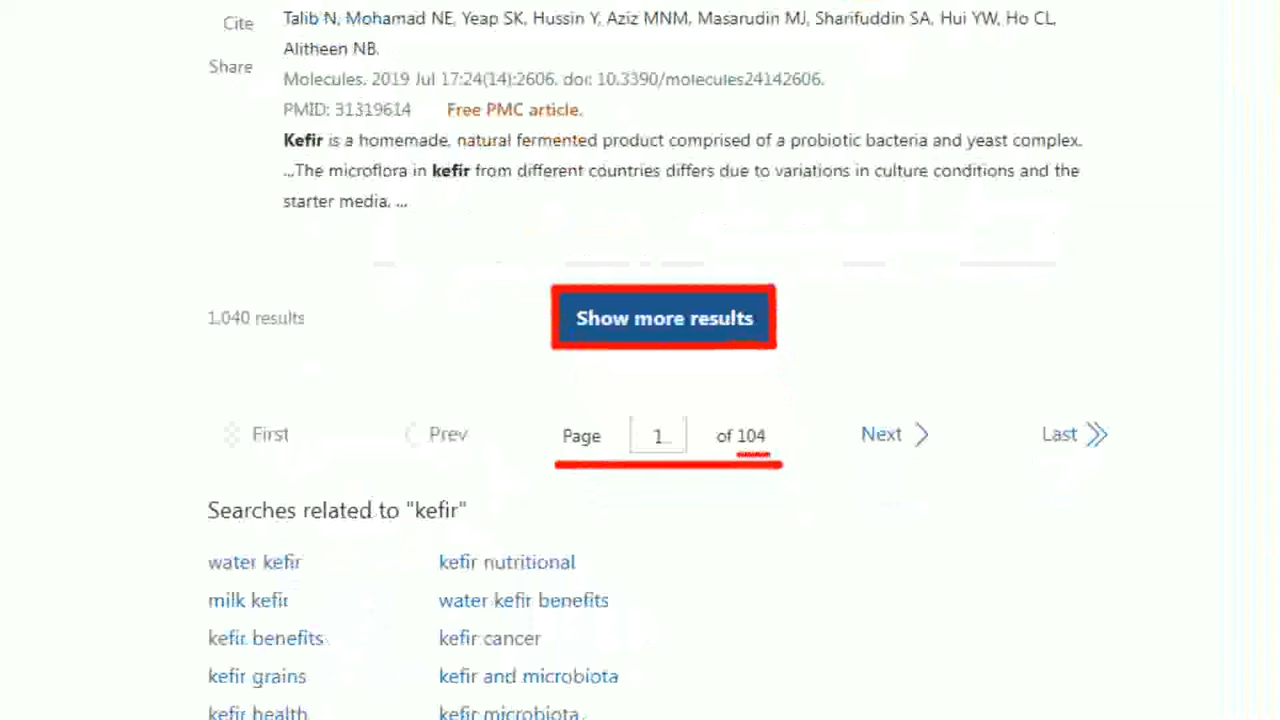 Cite
Talib N, Mohamad NE, Yeap SK, Hussin Y, Aziz MNM, Masarudin MJ, Sharifuddin SA, Hui YW, Ho CL,
Alitheen NB.
Share
Molecules. 2019 Jul 17;24(14):2606. doi: 10.3390/molecules24142606.
PMID: 31319614 Free PMC article.
Kefir is a homemade, natural fermented product comprised of a probiotic bacteria and yeast complex.
...The microflora in kefir from different countries differs due to variations in culture conditions and the
starter media. ...
1,040 results
Show more results
First Prev Page 1 of 104 Next Last
Searches related to "kefir"
water kefir
kefir nutritional
milk kefir
water kefir benefits
kefir benefits
kefir cancer
kefir grains
kefir and microbiota
kefir health
kefir microbiota